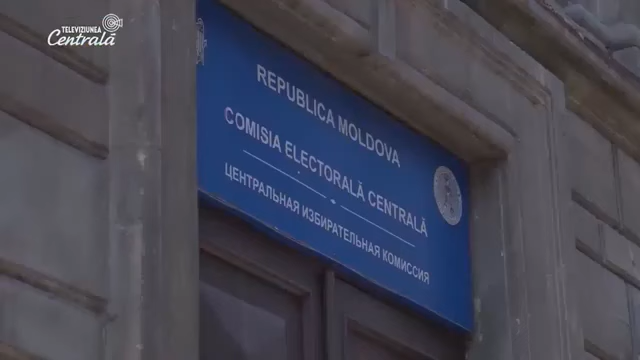 TELEVIZIUNEA
Centrală
REPUBLICA MOLDOVA
COMISIA ELECTORALĂ CENTRALĂ
ЦЕНТРАЛЬНАЯ ИЗБИРАТЕЛЬНАЯ КОМИССИЯ